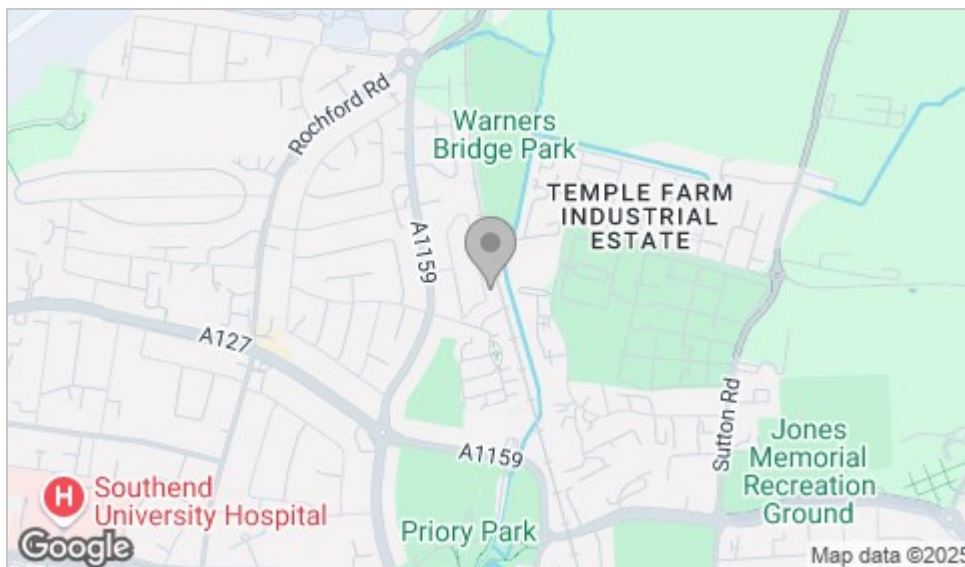 Rochford Rd
Warners
Bridge Park
TEMPLE FARM
INDUSTRIAL
ESTATE
A1159
A127
Sutton Rd
A1159
Jones
Memorial
Recreation
Ground
H
Southend
University Hospital
Priory Park
Google
Map data ©2025